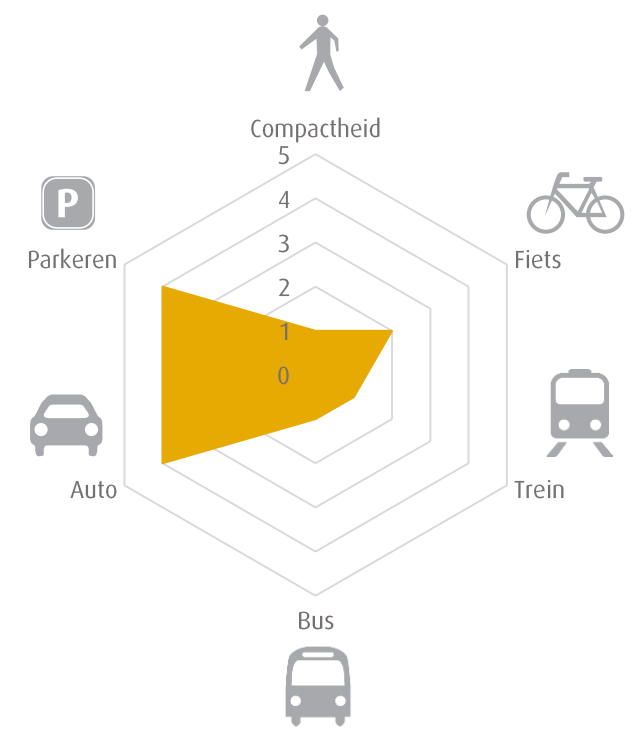 Compactheid
5
P
4
3
Parkeren
Fiets
2
1
0
Auto
Trein
Bus